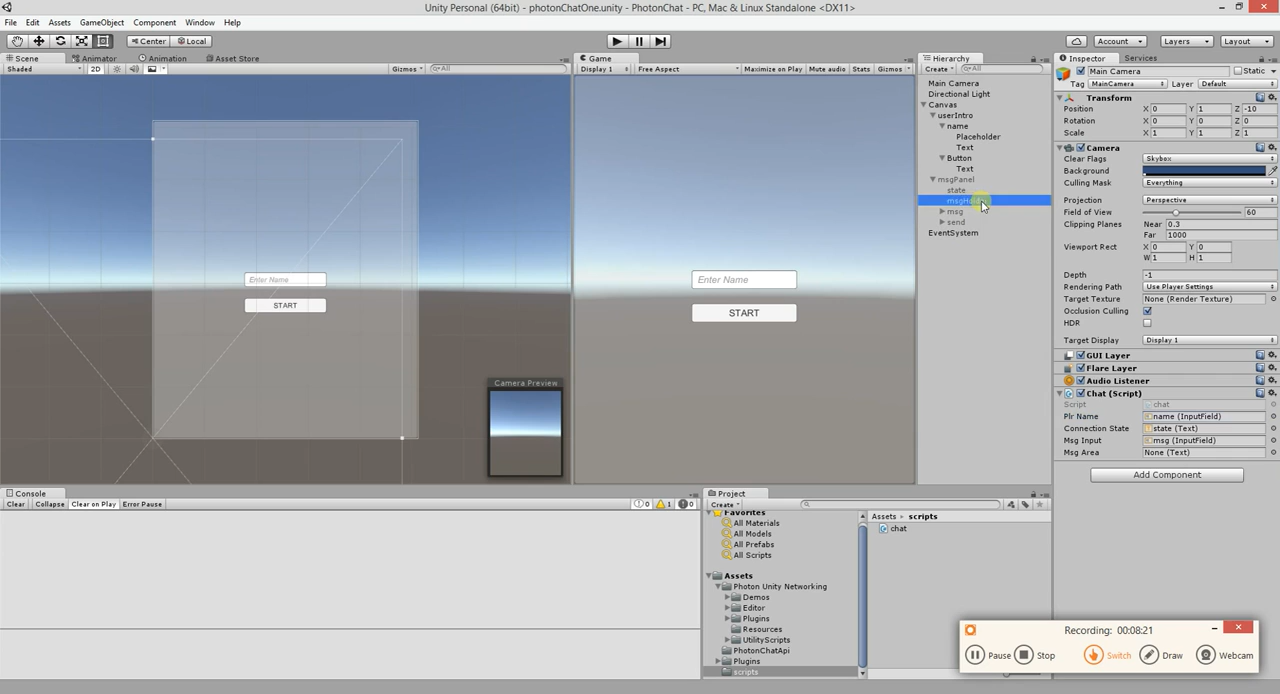 Unity Personal (64bit) - photonChatOne.unity - PhotonChat - PC, Mac & Linux Standalone <DX11>
File Edit Assets GameObject Component Window Help
Center Local Account Layers Layout
Scene Animator Animation Asset Store
Shaded 2D Gizmos All
Enter Name
START
Camera Preview
Game
Display 1 Free Aspect Maximize on Play Mute audio Stats Gizmos
Enter Name
START
Hierarchy
Create All
Main Camera
Directional Light
Canvas
userIntro
name
Placeholder
Text
Button
Text
msgPanel
state
msg
send
EventSystem
Inspector Services
Main Camera Static
Tag MainCamera Layer Default
Transform
Position X 0 Y 1 Z -10
Rotation X 0 Y 0 Z 0
Scale X 1 Y 1 Z 1
Camera
Clear Flags Skybox
Background
Culling Mask Everything
Projection Perspective
Field of View 60
Clipping Planes Near 0.3
Far 1000
Viewport Rect X 0 Y 0
W 1 H 1
Depth -1
Rendering Path Use Player Settings
Target Texture None (Render Texture)
Occlusion Culling
HDR
Target Display Display 1
GUI Layer
Flare Layer
Audio Listener
Chat (Script)
Script chat
Plr Name name (InputField)
Connection State state (Text)
Msg Input msg (InputField)
Msg Area None (Text)
Add Component
Console
Clear Collapse Clear on Play Error Pause 0 1 0
Project
Create
Favorites
All Materials
All Models
All Prefabs
All Scripts
Assets
Photon Unity Networking
Demos
Editor
Plugins
Resources
UtilityScripts
PhotonChatApi
Plugins
scripts
Assets scripts
chat
Recording: 00:08:21
Pause Stop Switch Draw Webcam